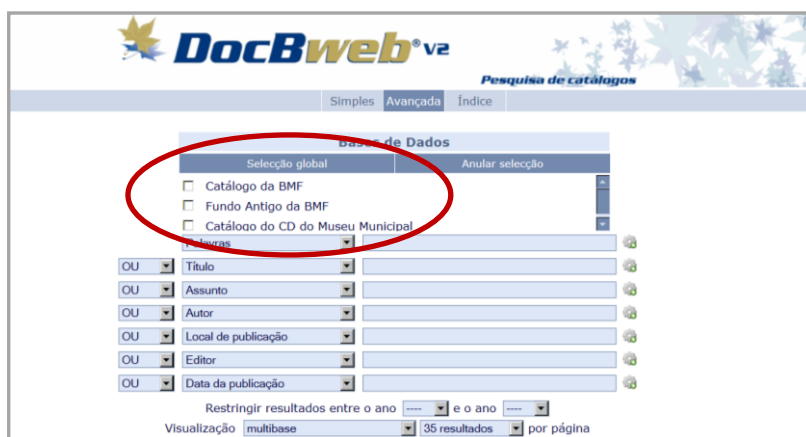 DocBweb® V2
Pesquisa de catálogos
Simples Avançada Índice
Bases de Dados
Selecção global Anular selecção
Catálogo da BMF
Fundo Antigo da BMF
Catálogo do CD do Museu Municipal
Palavras
OU Título
OU Assunto
OU Autor
OU Local de publicação
OU Editor
OU Data da publicação
Restringir resultados entre o ano ---- e o ano ----
Visualização multibase 35 resultados por página